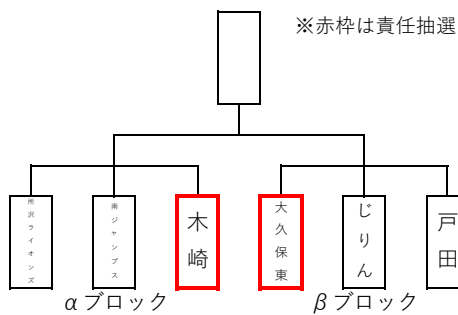 ※赤枠は責任抽選
所沢ライオンズ
南ジャンプス
木崎
大久保東
じりん
戸田
αブロック
βブロック